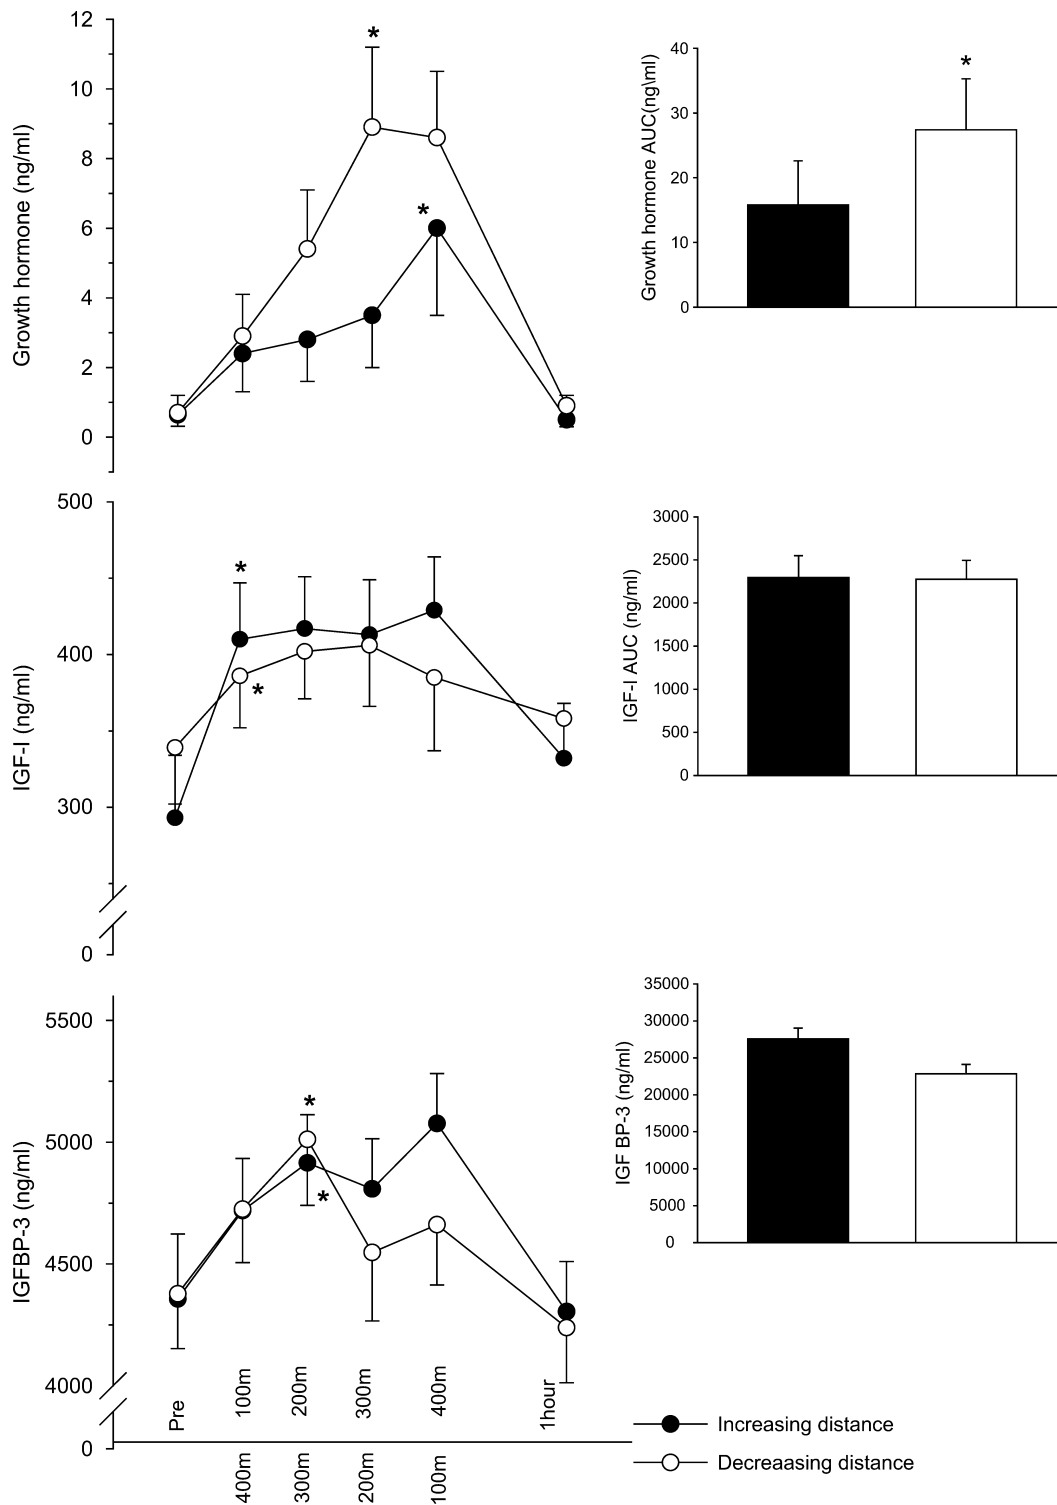 12
10
8
6
4
2
0
Growth hormone (ng/ml)
*
*
40
30
20
10
0
Growth hormone AUC(ng\ml)
*
500
400
300
0
IGF-I (ng/ml)
*
*
3000
2500
2000
1500
1000
500
0
IGF-I AUC (ng/ml)
5500
5000
4500
4000
0
IGFBP-3 (ng/ml)
*
*
35000
30000
25000
20000
15000
10000
5000
0
IGF BP-3 (ng/ml)
Pre
100m
200m
300m
400m
1hour
400m
300m
200m
100m
Increasing distance
Decreaasing distance